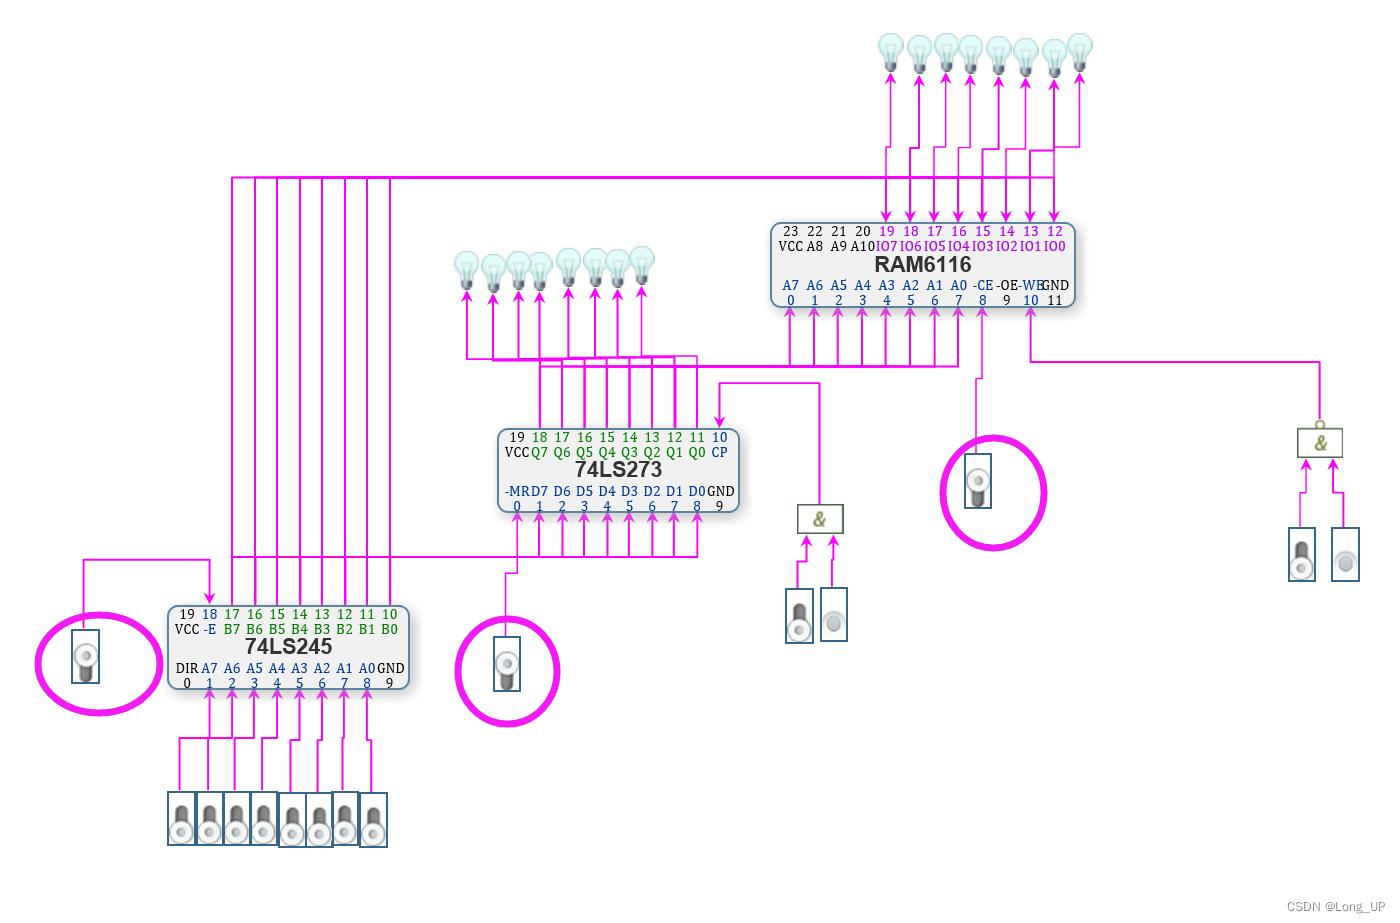 23 22 21 20 19 18 17 16 15 14 13 12
VCC A8 A9 A10 IO7 IO6 IO5 IO4 IO3 IO2 IO1 IO0
RAM6116
A7 A6 A5 A4 A3 A2 A1 A0 -CE -OE -WE GND
0 1 2 3 4 5 6 7 8 9 10 11
19 18 17 16 15 14 13 12 11 10
VCC Q7 Q6 Q5 Q4 Q3 Q2 Q1 Q0 CP
74LS273
-MR D7 D6 D5 D4 D3 D2 D1 D0 GND
0 1 2 3 4 5 6 7 8 9
&
&
19 18 17 16 15 14 13 12 11 10
VCC -E B7 B6 B5 B4 B3 B2 B1 B0
74LS245
DIR A7 A6 A5 A4 A3 A2 A1 A0 GND
0 1 2 3 4 5 6 7 8 9
CSDN @Long_UP